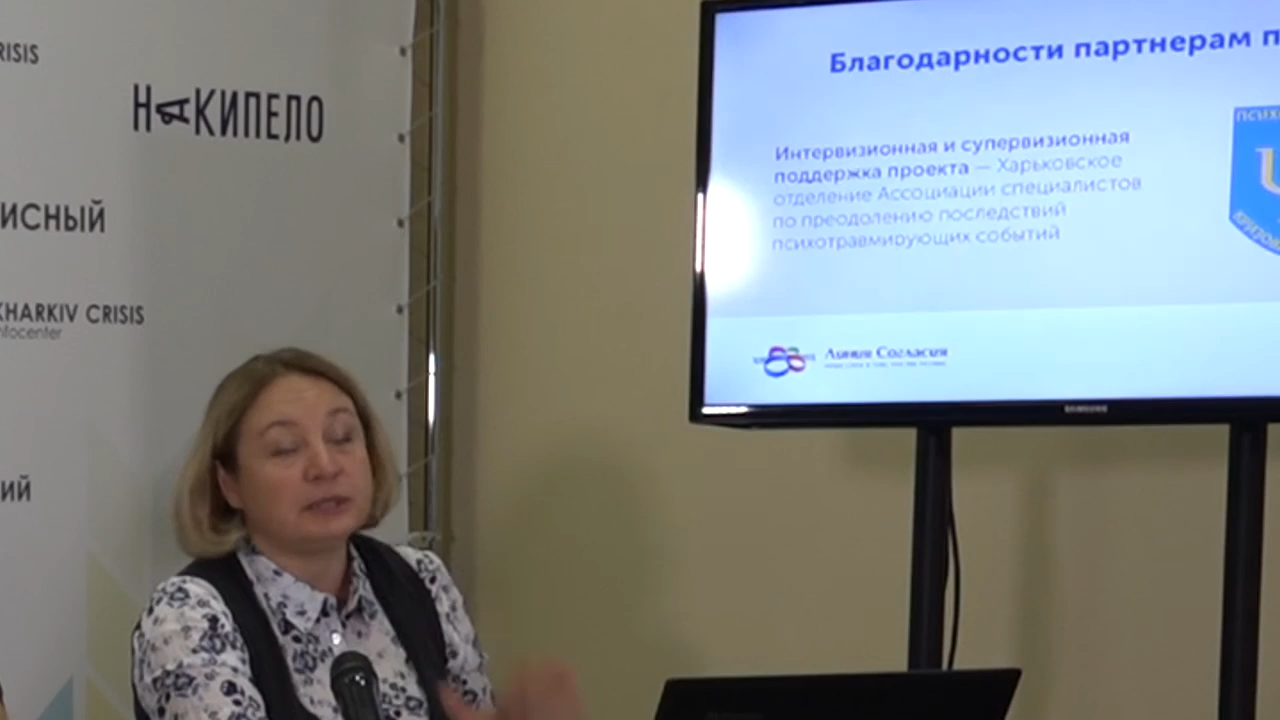 RISIS
НАКИПЕЛО
ИСНЫЙ
KHARKIV CRISIS
nfocenter
ИЙ
Благодарности партнерам п
Интервизионная и супервизионная
поддержка проекта — Харьковское
отделение Ассоциации специалистов
по преодолению последствий
психотравмирующих событий
ПСИХ
Линия Согласия
SAMSUNG